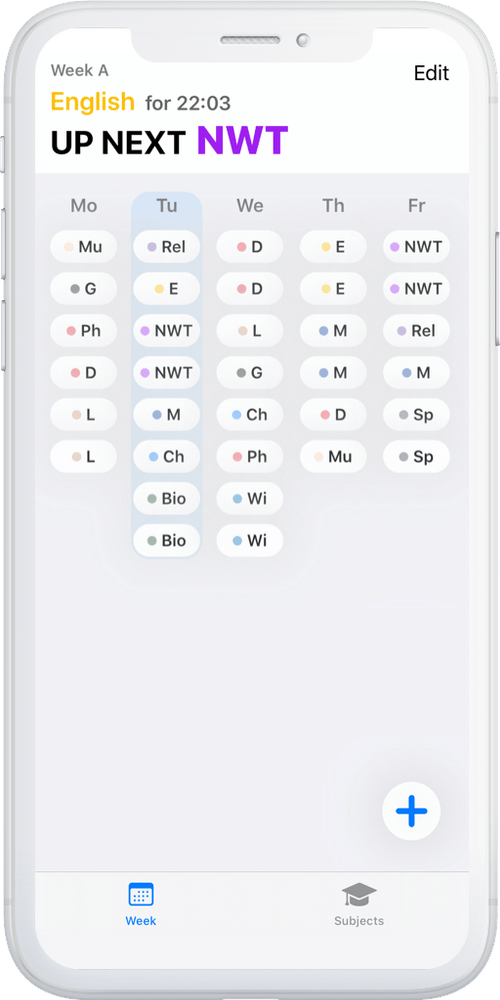 Week A
Edit
English for 22:03
UP NEXT NWT
Mo Tu We Th Fr
Mu Rel D E NWT
G E D E NWT
Ph NWT L M Rel
D NWT G M M
L M Ch D Sp
L Ch Ph Mu Sp
Bio Wi
Bio Wi
Week Subjects